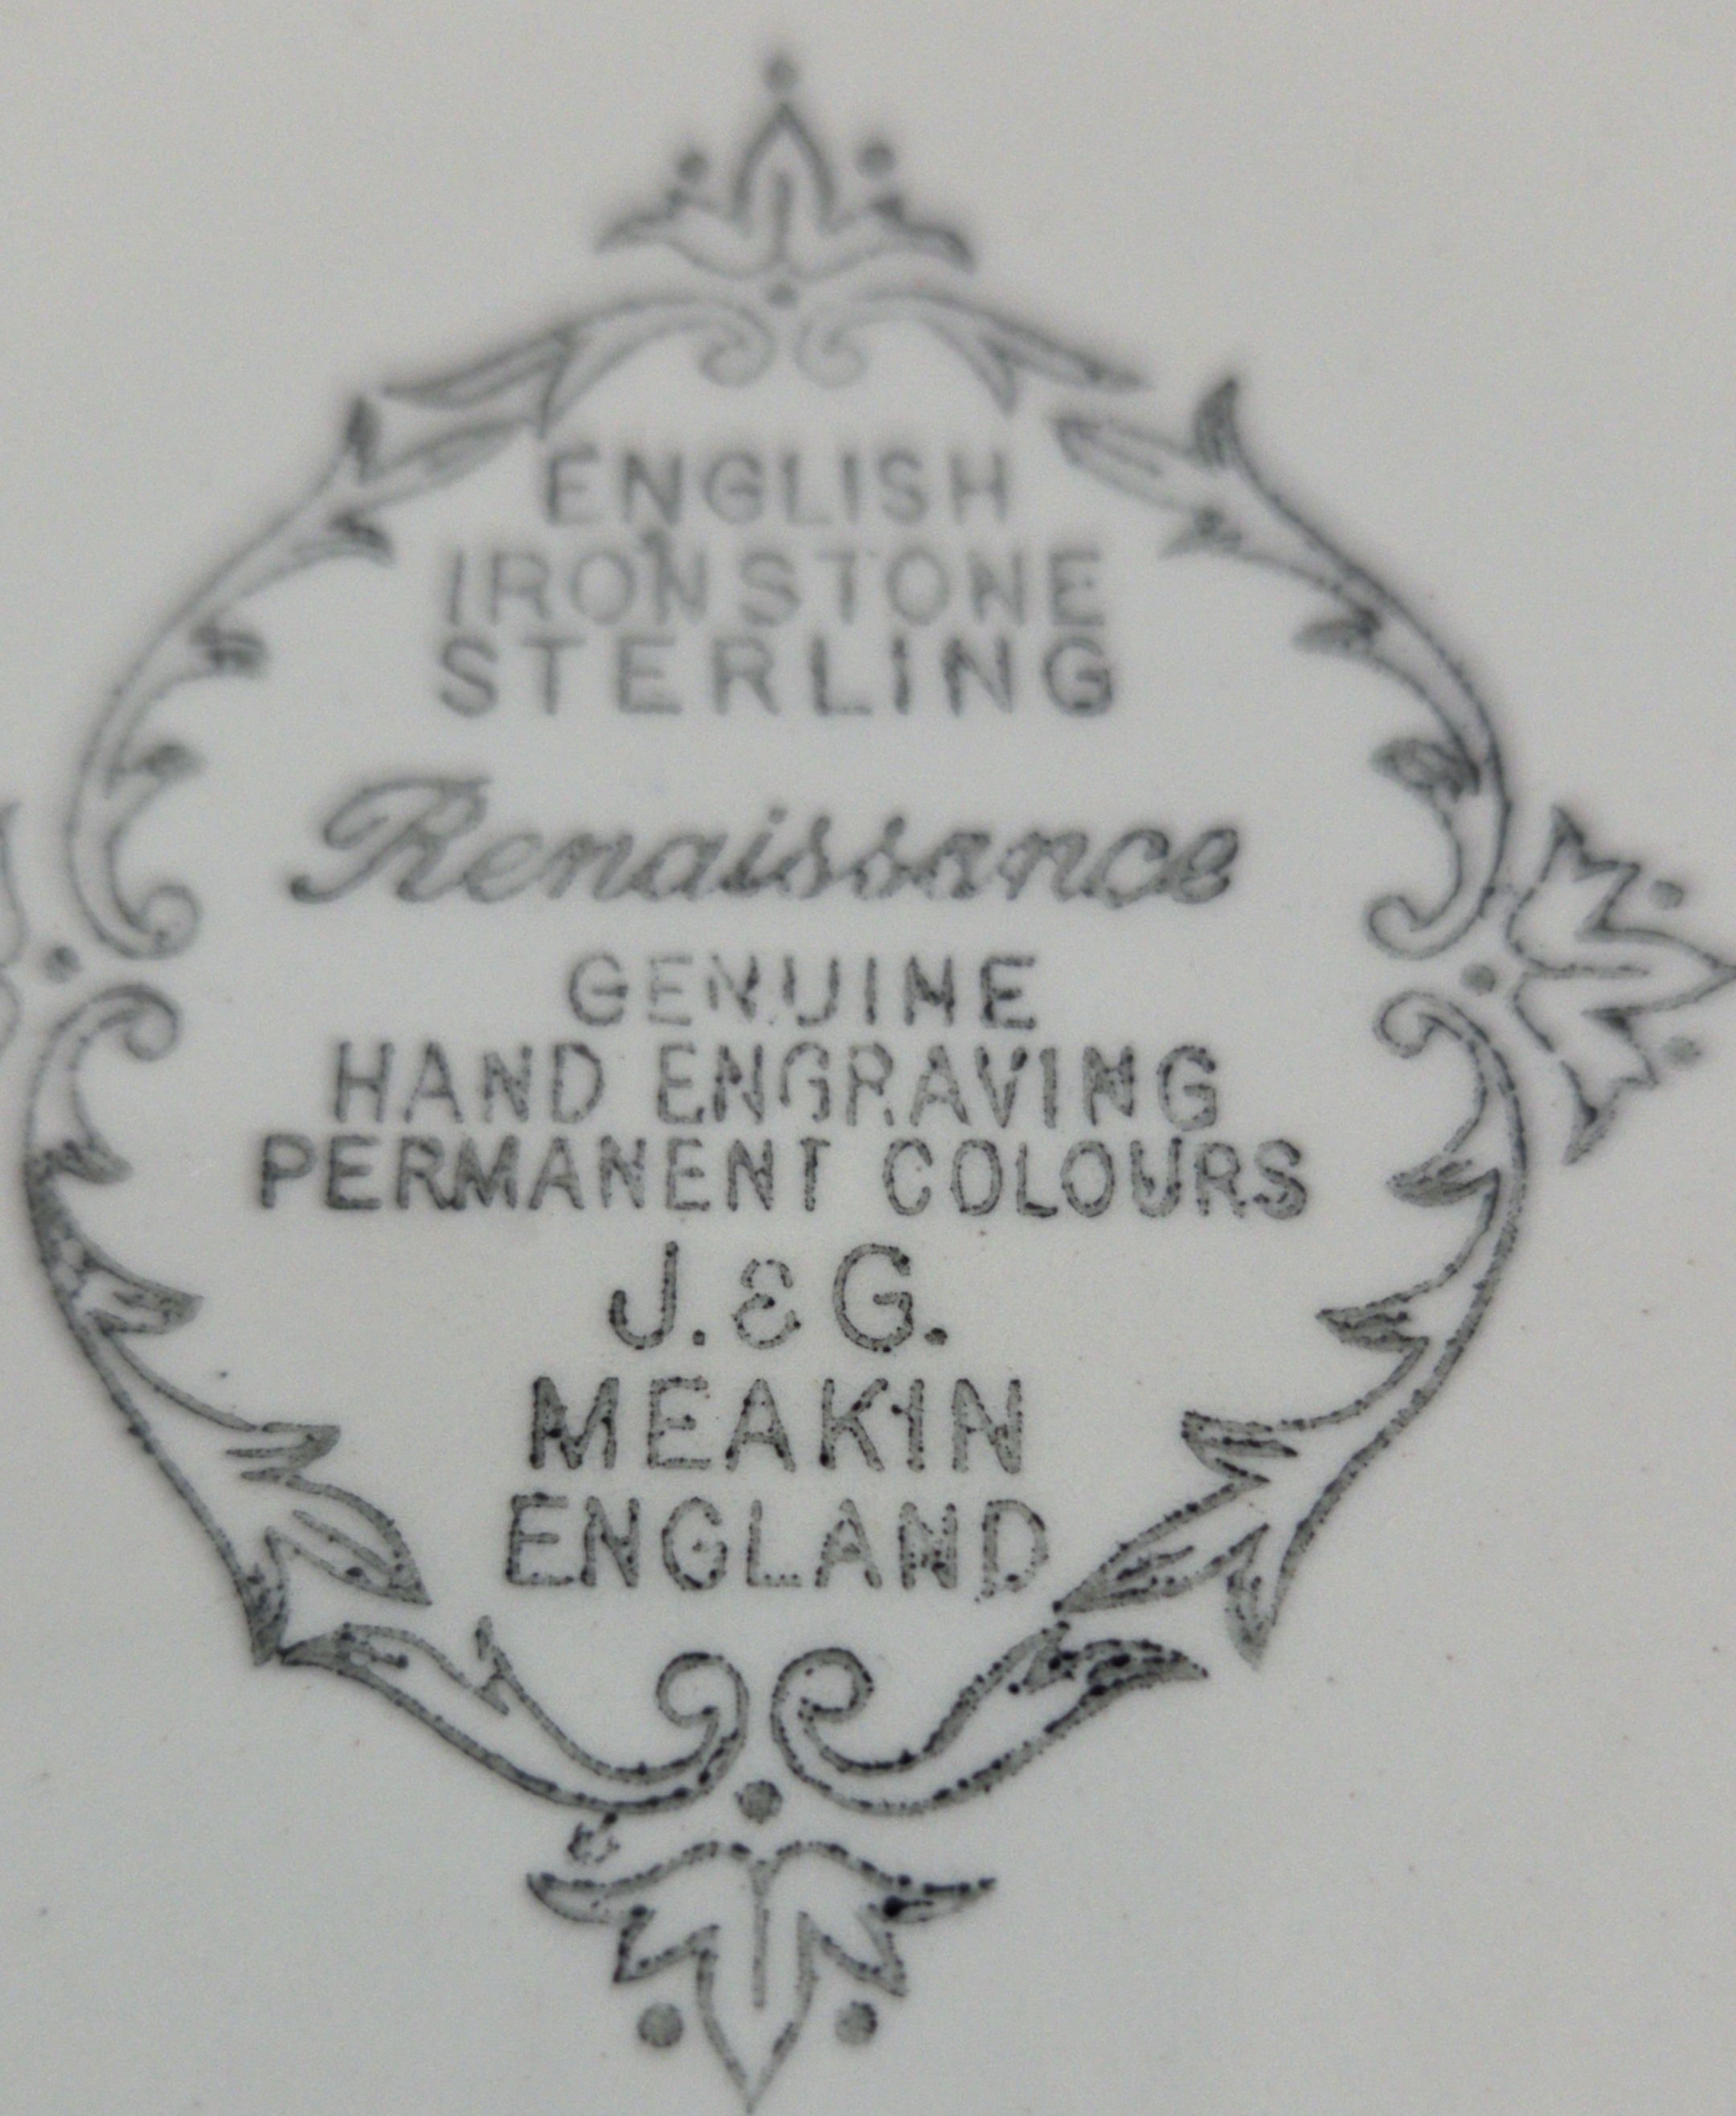 ENGLISH
IRONSTONE
STERLING
Renaissance
GENUINE
HAND ENGRAVING
PERMANENT COLOURS
J. & G.
MEAKIN
ENGLAND